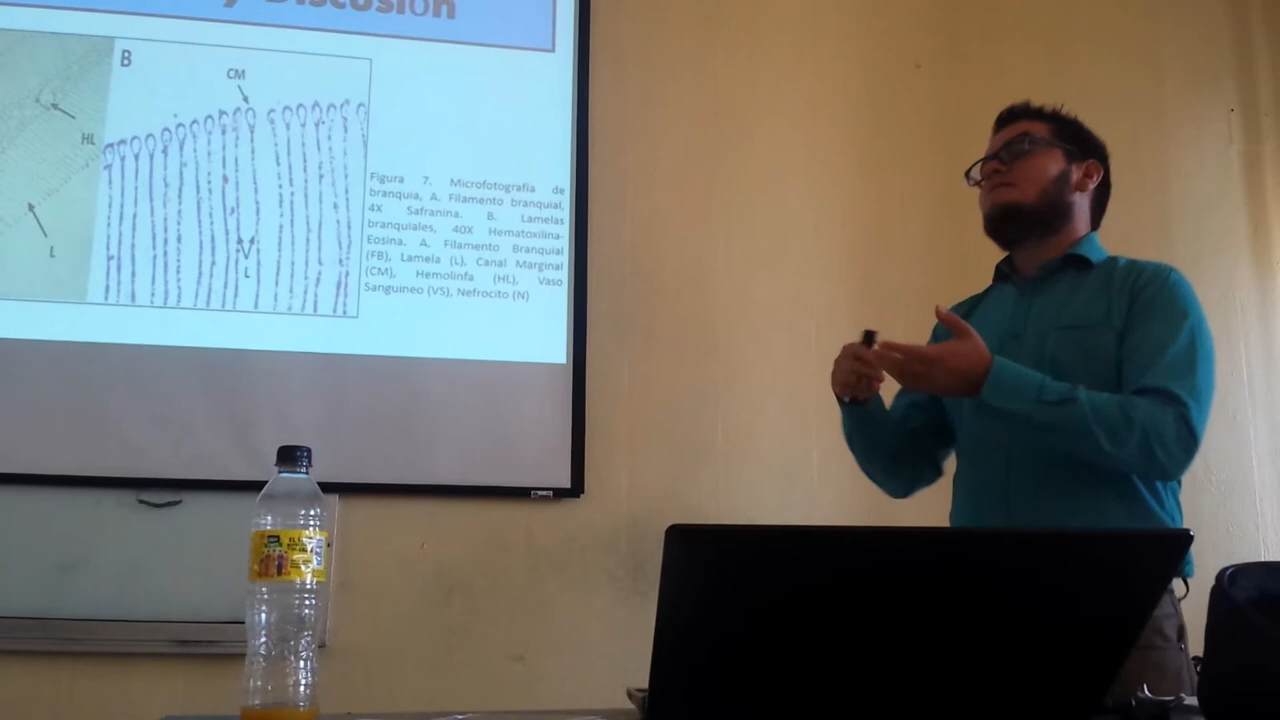 y Discusión
B
CM
HL
L
L
Figura 7. Microfotografía de
branquia, A. Filamento branquial,
4X Safranina. B. Lamelas
branquiales, 40X Hematoxilina-
Eosina. A. Filamento Branquial
(FB), Lamela (L), Canal Marginal
(CM), Hemolinfa (HL), Vaso
Sanguineo (VS), Nefrocito (N)